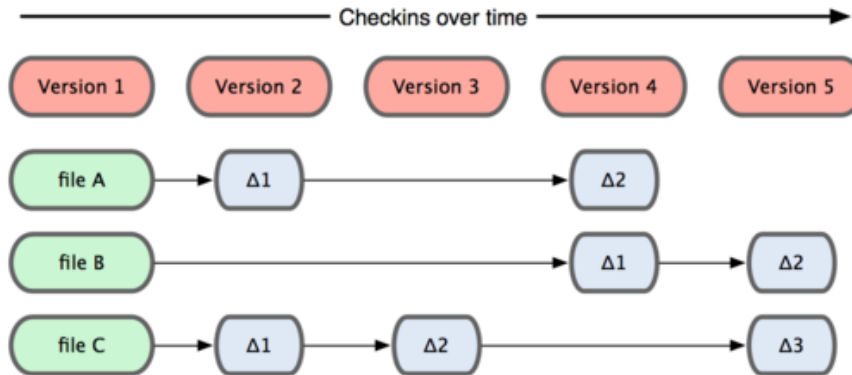 Checkins over time
Version 1 Version 2 Version 3 Version 4 Version 5
file A Δ1 Δ2
file B Δ1 Δ2
file C Δ1 Δ2 Δ3